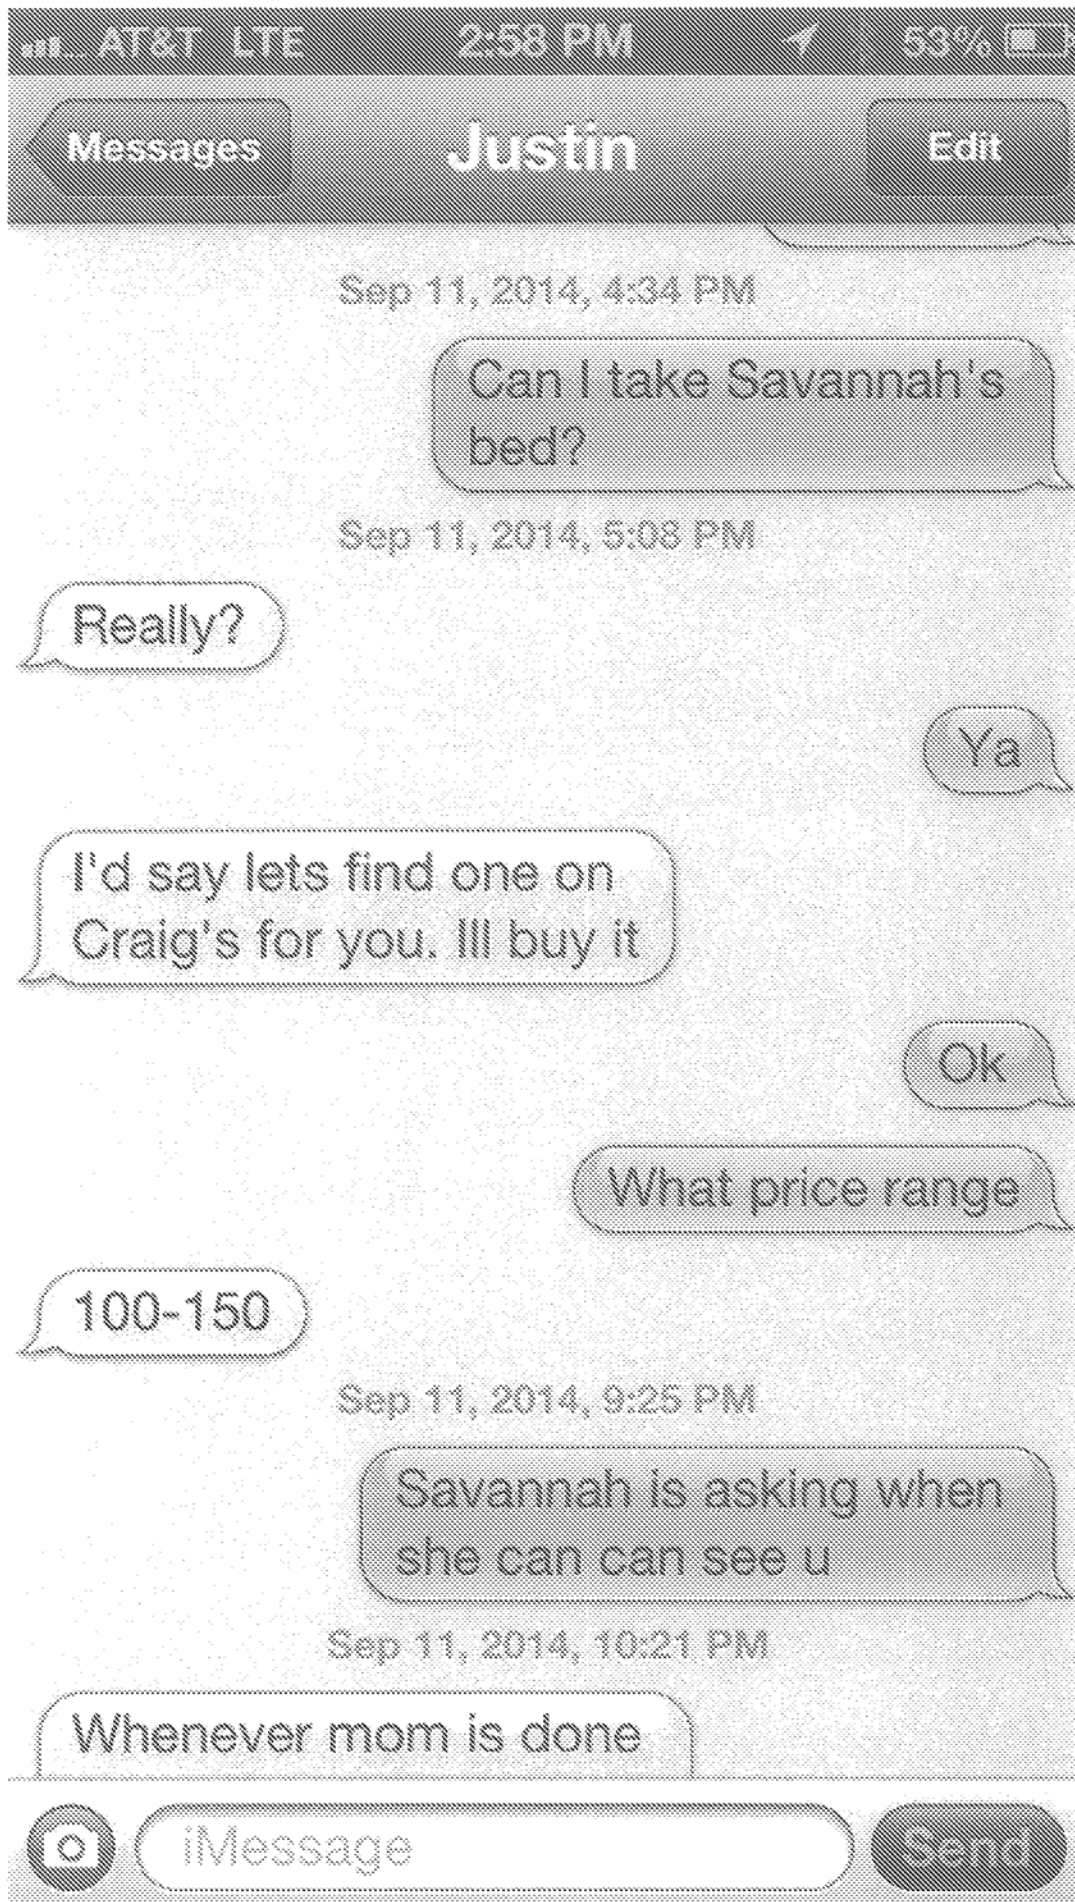 AT&T LTE 2:58 PM 53%
Messages Justin Edit
Sep 11, 2014, 4:34 PM
Can I take Savannah's
bed?
Sep 11, 2014, 5:08 PM
Really?
Ya
I'd say lets find one on
Craig's for you. Ill buy it
Ok
What price range
100-150
Sep 11, 2014, 9:25 PM
Savannah is asking when
she can can see u
Sep 11, 2014, 10:21 PM
Whenever mom is done
iMessage Send